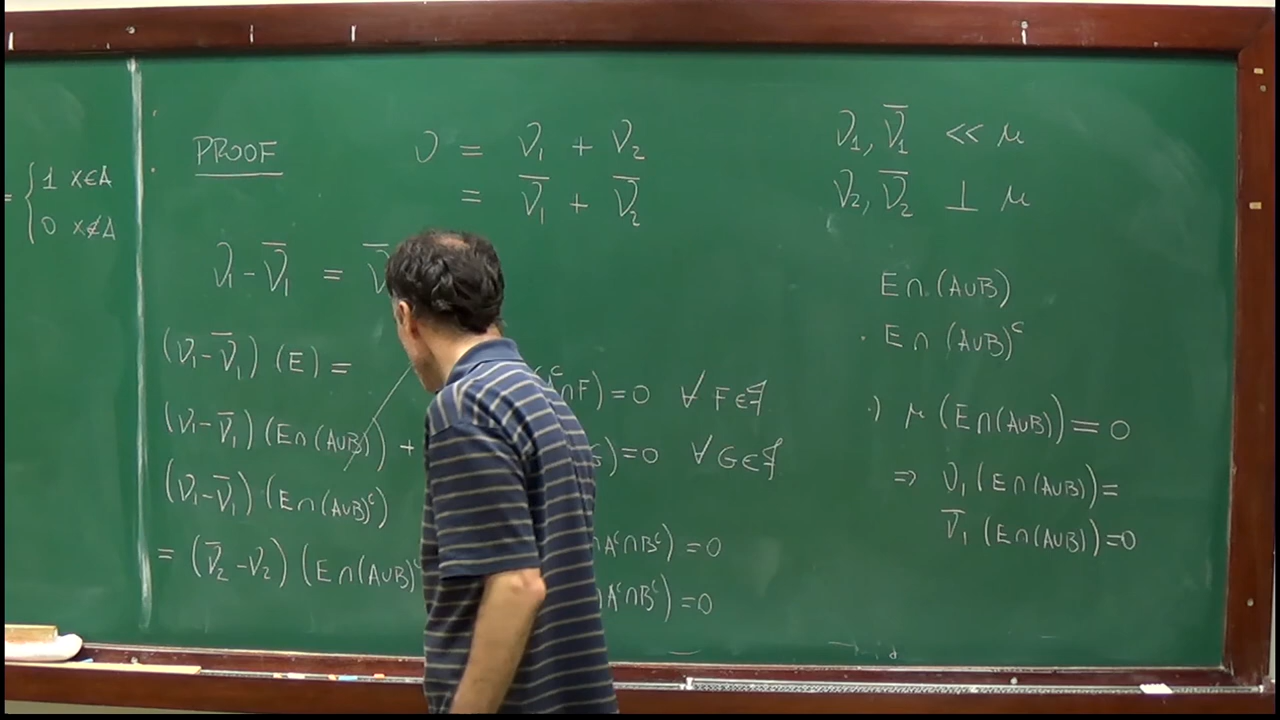 = { 1 x∈A
0 x∉A
PROOF
ν = ν₁ + ν₂
= ν̄₁ + ν̄₂
ν₁ - ν̄₁ = ν̄
(ν₁-ν̄₁)(E) =
(ν₁-ν̄₁)(E∩(A∪B)) +
(ν₁-ν̄₁)(E∩(A∪B)ᶜ)
= (ν̄₂-ν₂)(E∩(A∪B)ᶜ
ᶜ∩F)=0 ∀ F∈ℱ
G)=0 ∀ G∈ℱ
∩Aᶜ∩Bᶜ)=0
∩Aᶜ∩Bᶜ)=0
ν₁, ν̄₁ << μ
ν₂, ν̄₂ ⊥ μ
E∩(A∪B)
E∩(A∪B)ᶜ
·) μ(E∩(A∪B))=0
⇒ ν₁(E∩(A∪B))=
ν̄₁(E∩(A∪B))=0